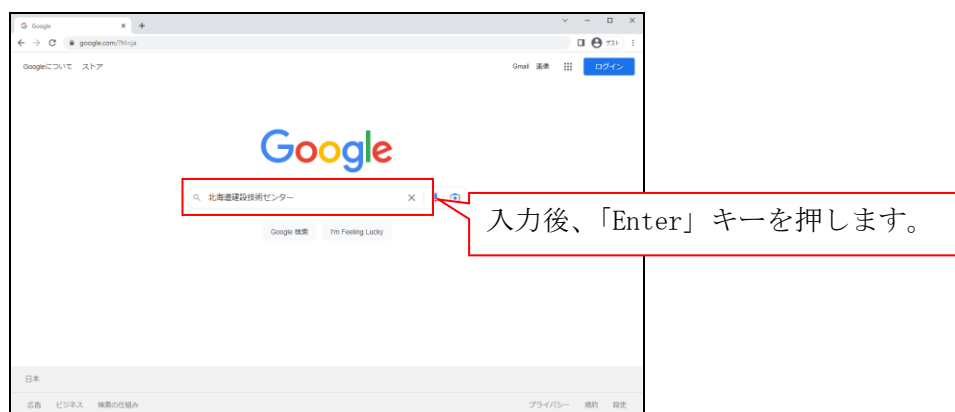 Google
google.com/?hl=ja
ゲスト
Googleについて ストア
Gmail 画像
ログイン
Google
北海道建設技術センター
入力後、「Enter」キーを押します。
Google 検索 I'm Feeling Lucky
日本
広告 ビジネス 検索の仕組み
プライバシー 規約 設定